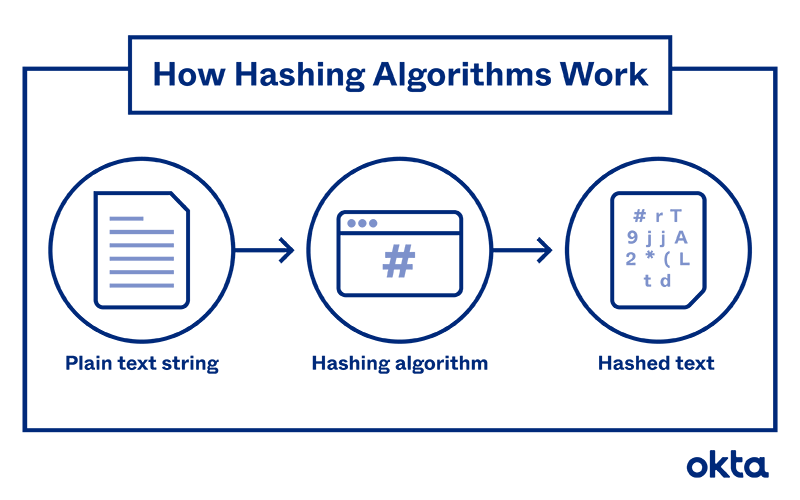 How Hashing Algorithms Work
#
# r T
9 j j A
2 * ( L
t d
Plain text string
Hashing algorithm
Hashed text
okta